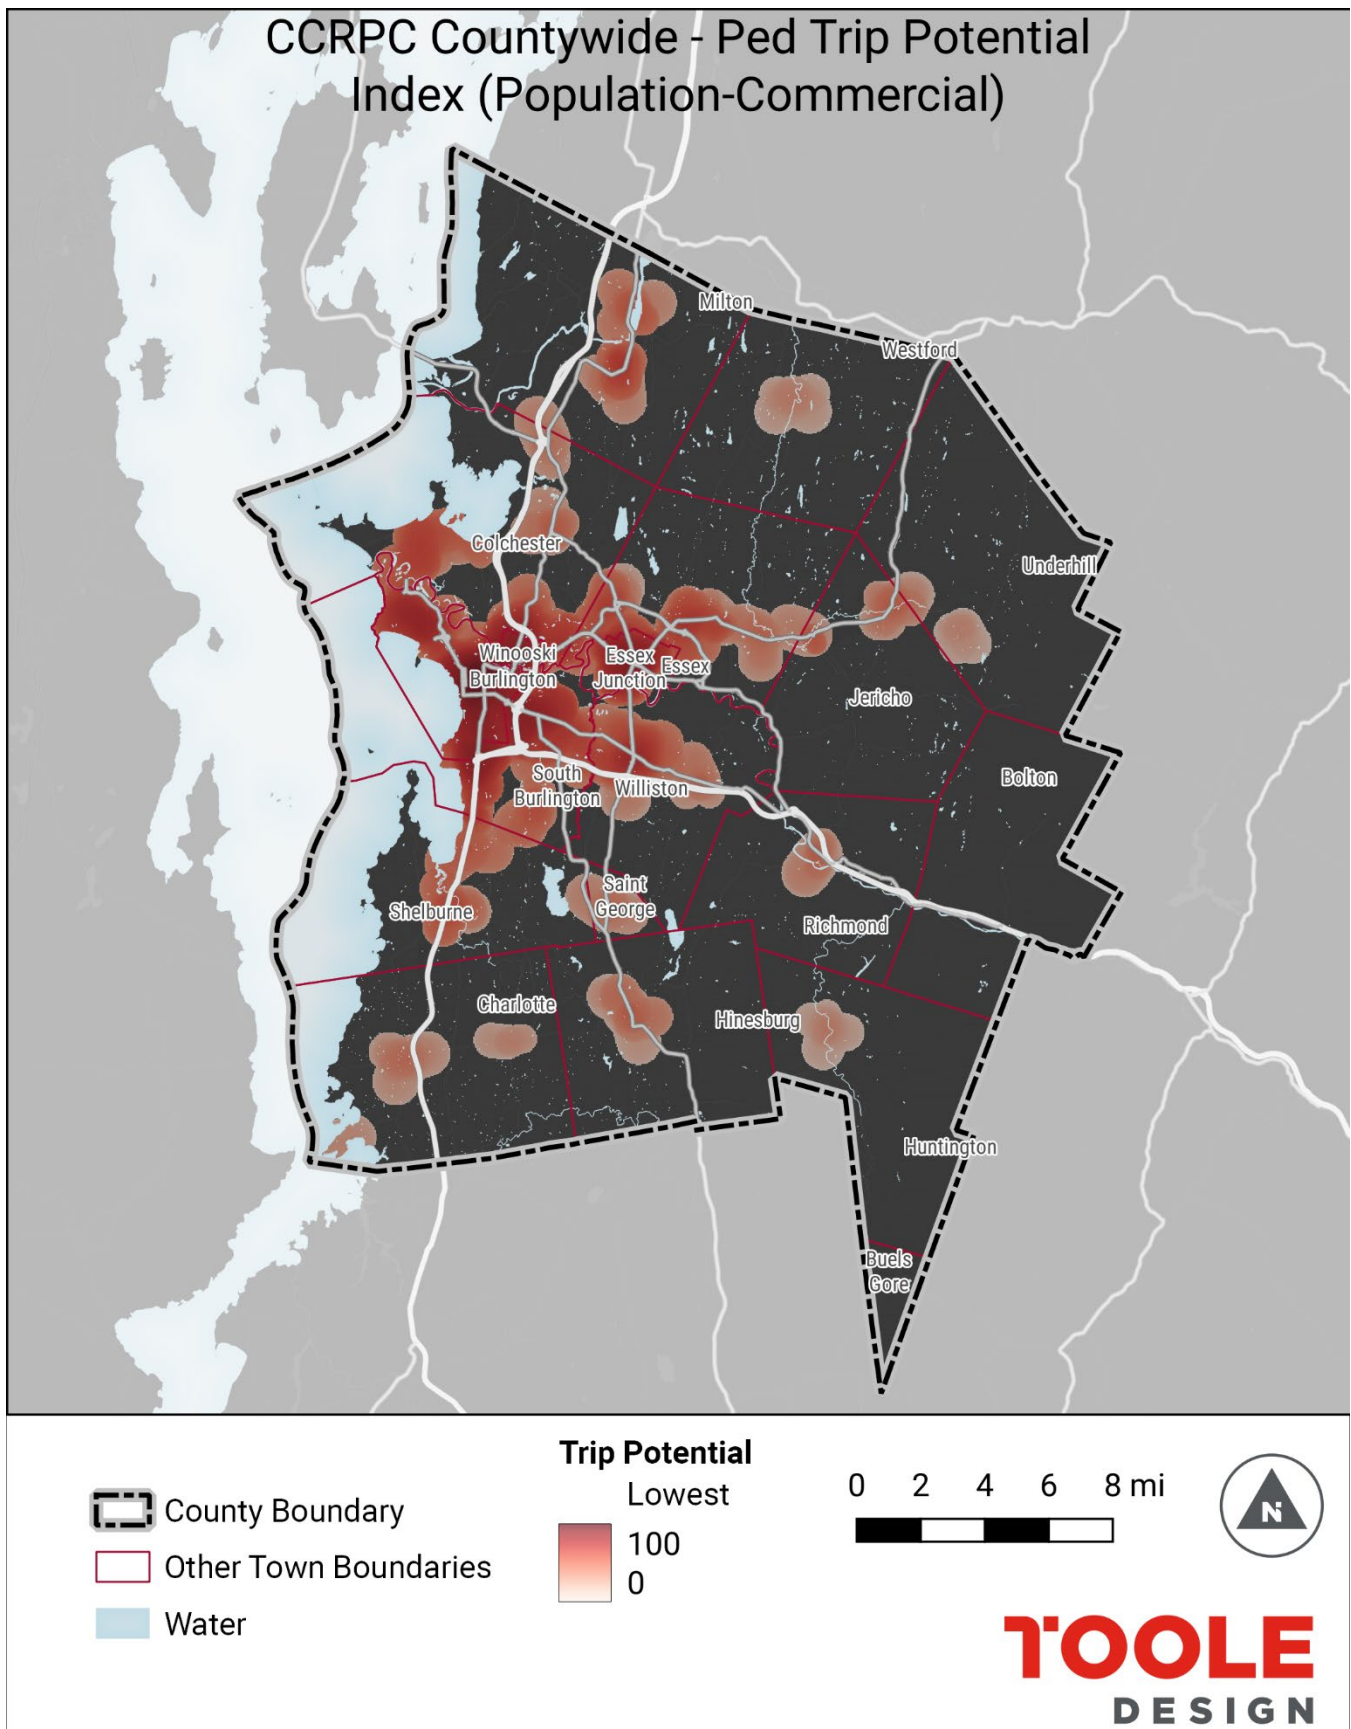 CCRPC Countywide - Ped Trip Potential
Index (Population-Commercial)
Milton
Westford
Colchester
Underhill
Winooski
Burlington
Essex
Junction
Essex
Jericho
Bolton
South
Burlington
Williston
Saint
George
Shelburne
Richmond
Charlotte
Hinesburg
Huntington
Buels
Gore
County Boundary
Other Town Boundaries
Water
Trip Potential
Lowest
100
0
0 2 4 6 8 mi
N
TOOLE
DESIGN